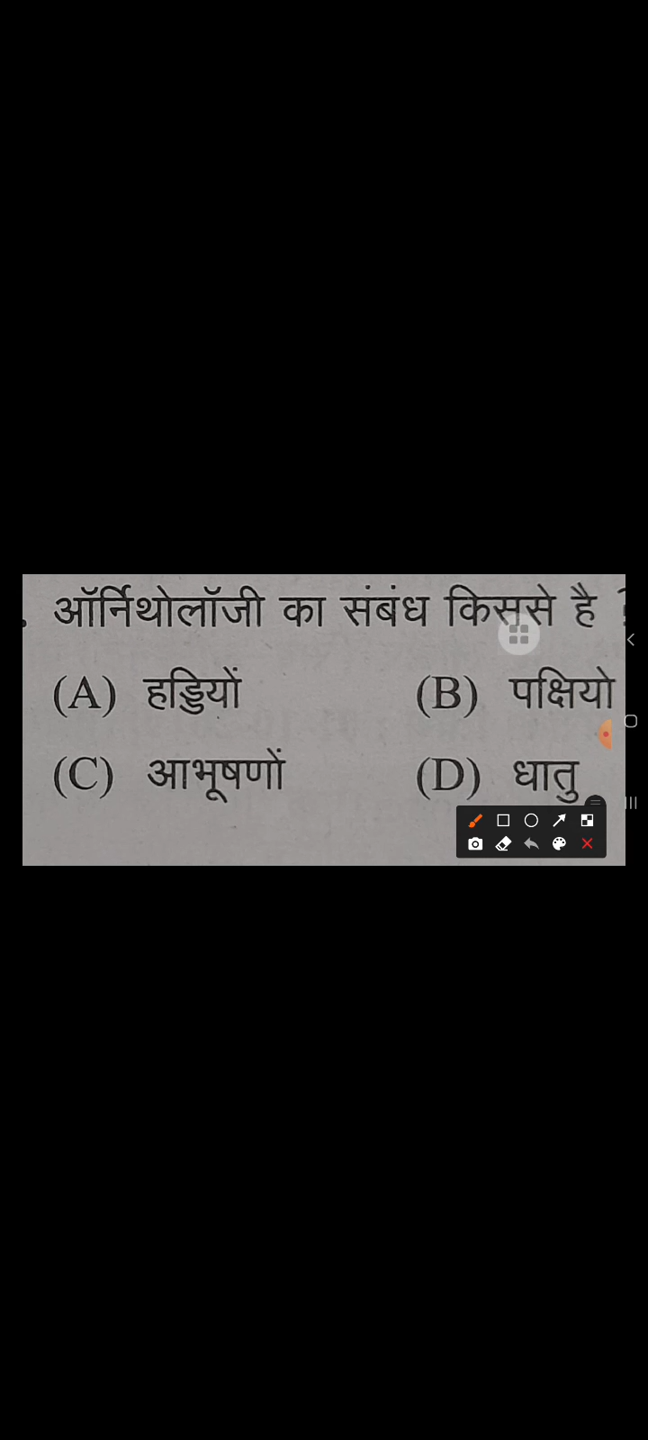 . ऑर्निथोलॉजी का संबंध किससे है ?
(A) हड्डियों (B) पक्षियो
(C) आभूषणों (D) धातु